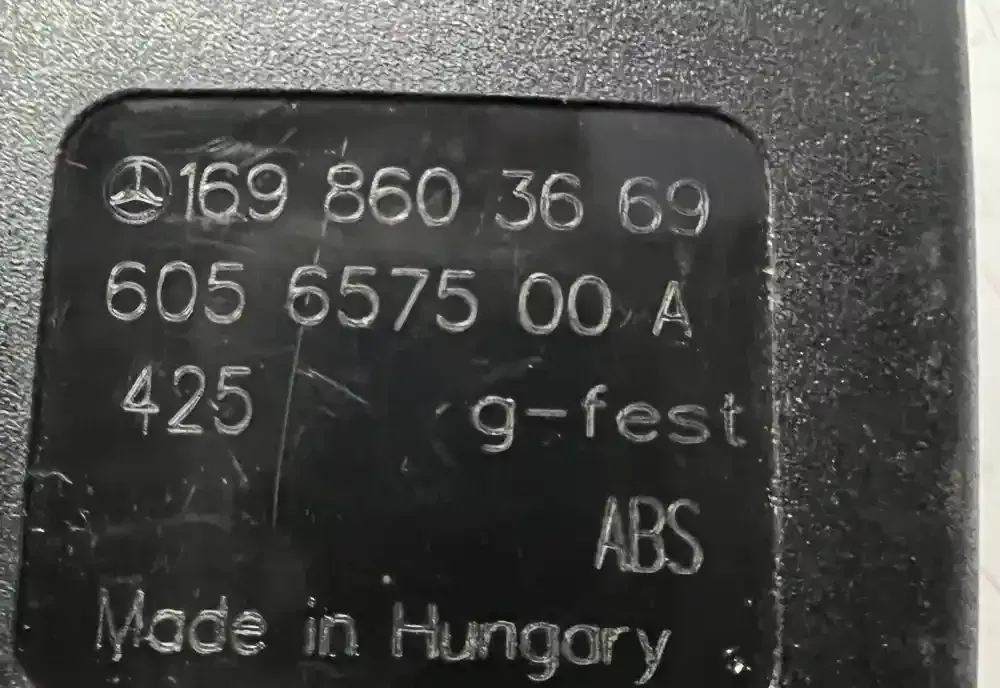 169 860 36 69
605 6575 00 A
425 g-fest
ABS
Made in Hungary